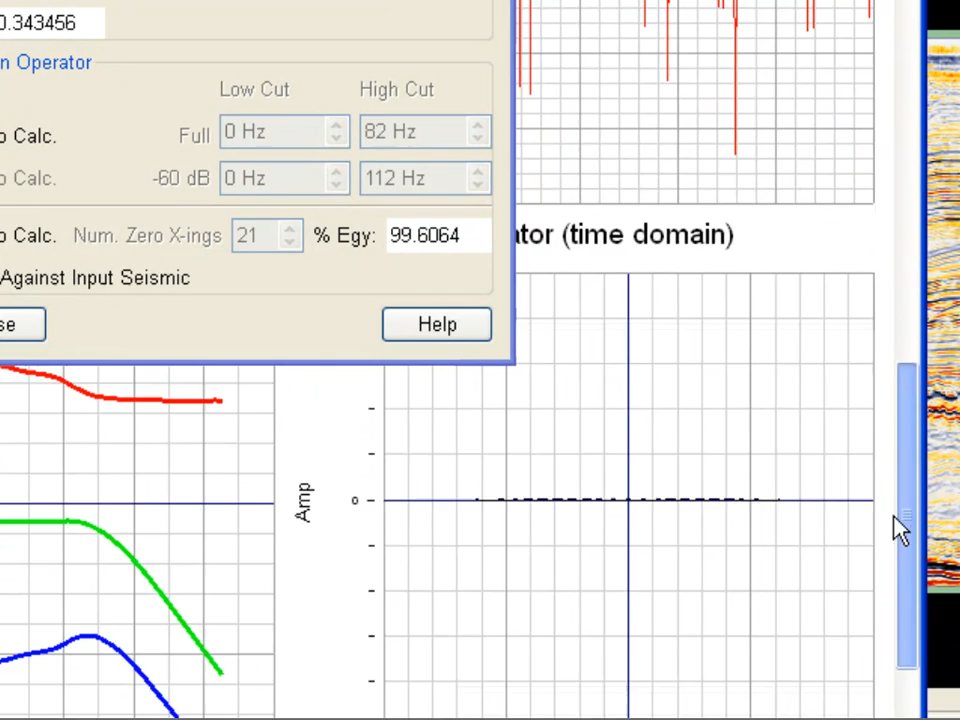 0.343456
n Operator
Low Cut High Cut
o Calc. Full 0 Hz 82 Hz
o Calc. -60 dB 0 Hz 112 Hz
o Calc. Num. Zero X-ings 21 % Egy: 99.6064
ator (time domain)
Against Input Seismic
se Help
Amp
0